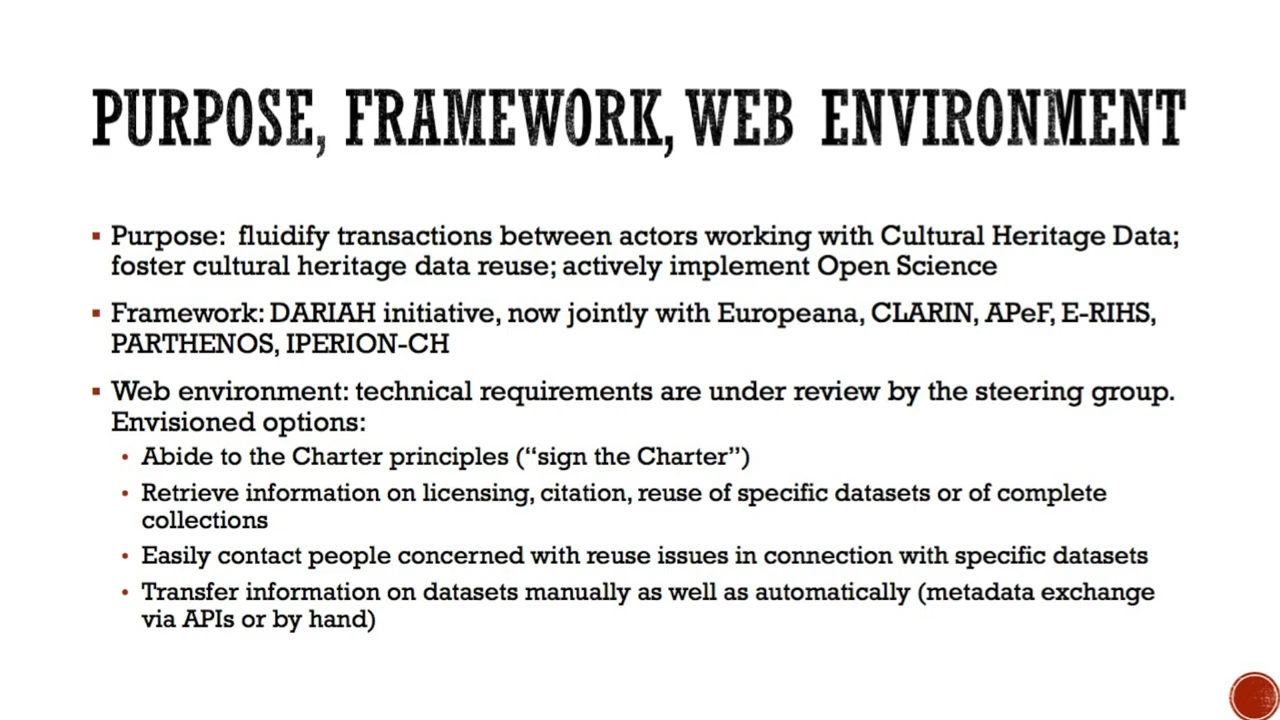 PURPOSE, FRAMEWORK, WEB ENVIRONMENT
▪ Purpose: fluidify transactions between actors working with Cultural Heritage Data;
foster cultural heritage data reuse; actively implement Open Science
▪ Framework: DARIAH initiative, now jointly with Europeana, CLARIN, APeF, E-RIHS,
PARTHENOS, IPERION-CH
▪ Web environment: technical requirements are under review by the steering group.
Envisioned options:
• Abide to the Charter principles (“sign the Charter”)
• Retrieve information on licensing, citation, reuse of specific datasets or of complete
collections
• Easily contact people concerned with reuse issues in connection with specific datasets
• Transfer information on datasets manually as well as automatically (metadata exchange
via APIs or by hand)